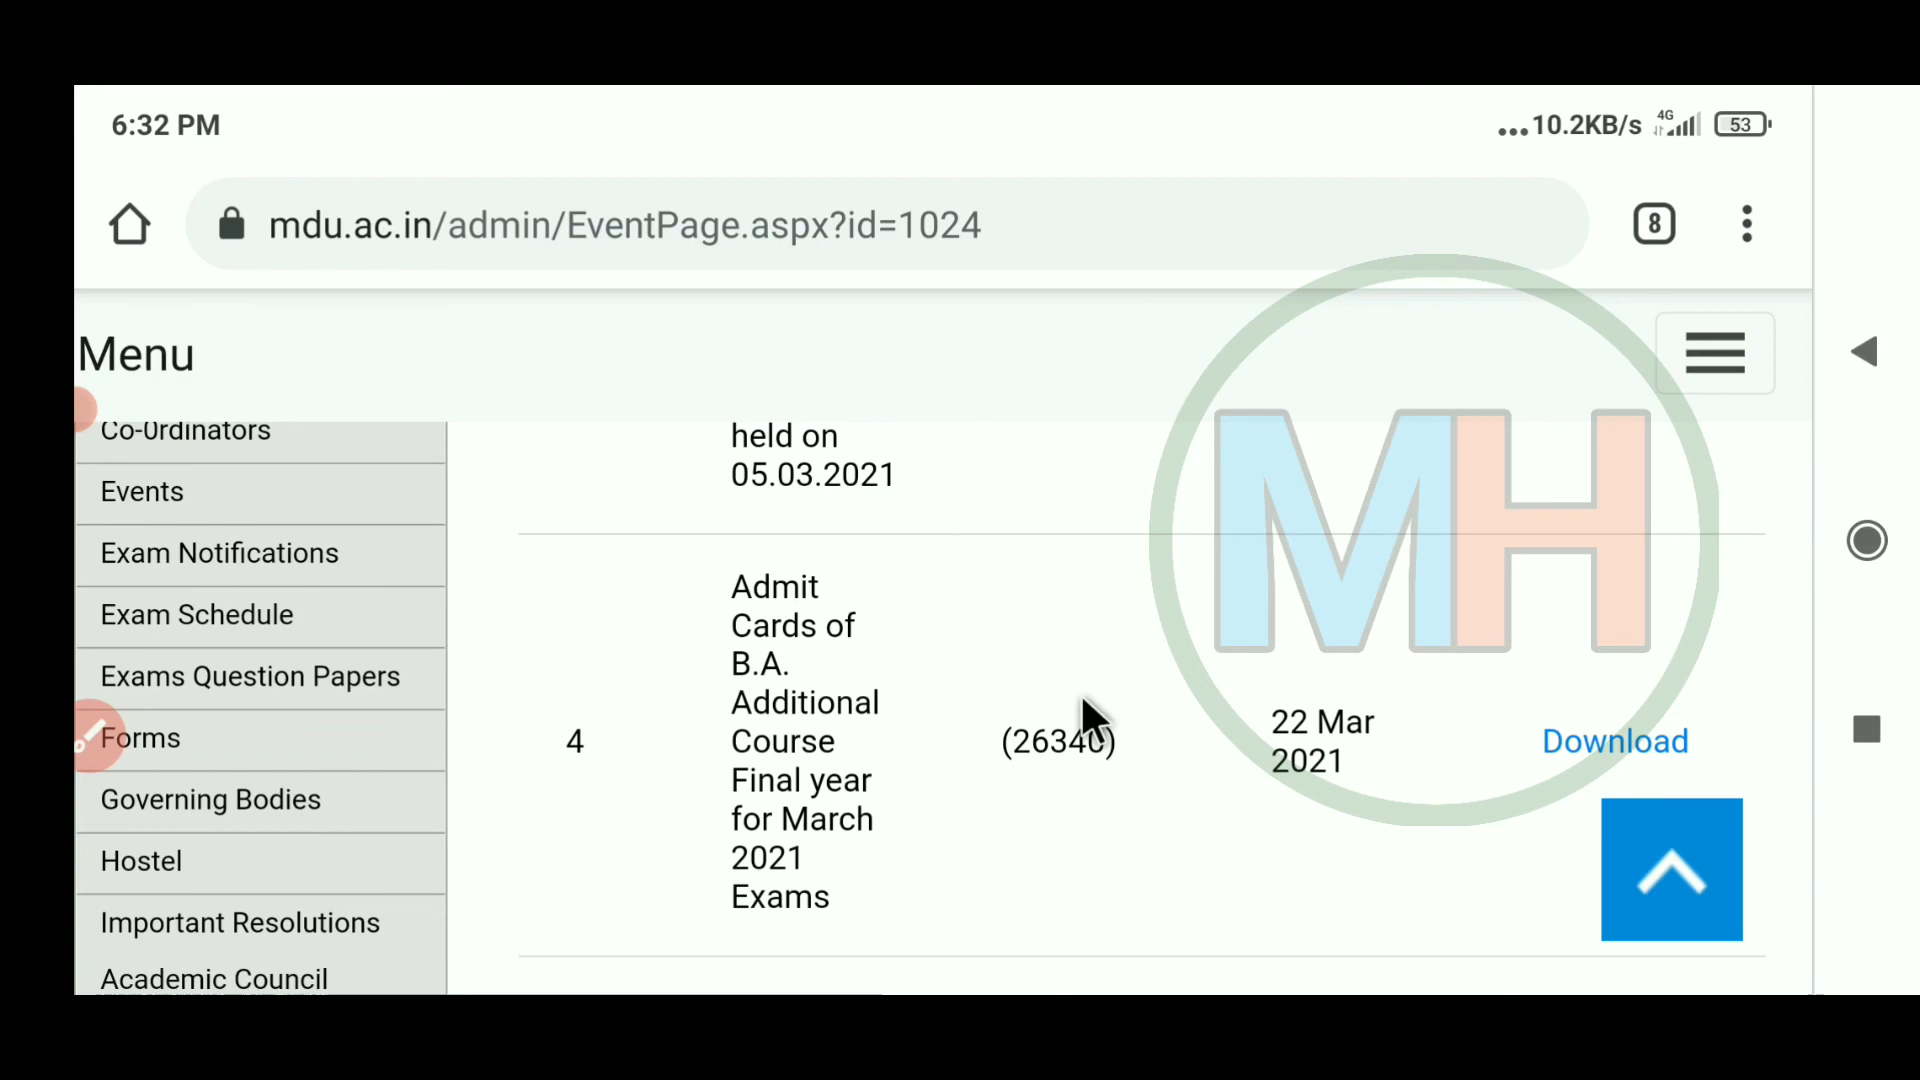 6:32 PM
...10.2KB/s 4G 53
mdu.ac.in/admin/EventPage.aspx?id=1024
8
Menu
Co-Ordinators
Events
Exam Notifications
Exam Schedule
Exams Question Papers
Forms
Governing Bodies
Hostel
Important Resolutions
Academic Council
held on
05.03.2021
4
Admit
Cards of
B.A.
Additional
Course
Final year
for March
2021
Exams
(26340)
22 Mar
2021
Download
MH